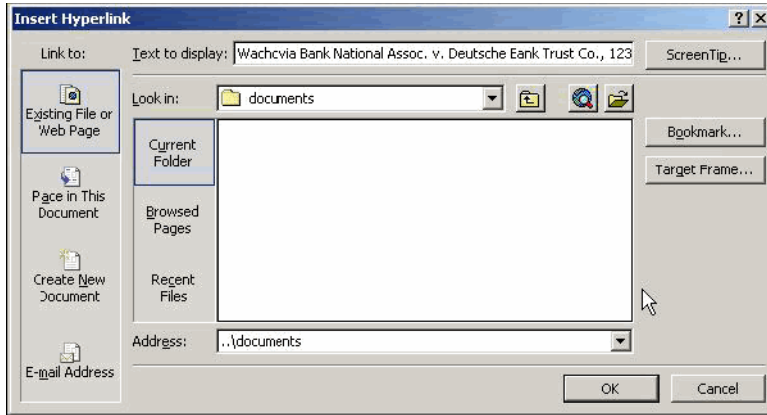 Insert Hyperlink
Link to:
Text to display: Wachcvia Bank National Assoc. v. Deutsche Eank Trust Co., 123
ScreenTip...
Existing File or
Web Page
Look in: documents
Current
Folder
Bookmark...
Target Frame...
Pace in This
Document
Browsed
Pages
Create New
Document
Recent
Files
Address: ..\documents
E-mail Address
OK
Cancel